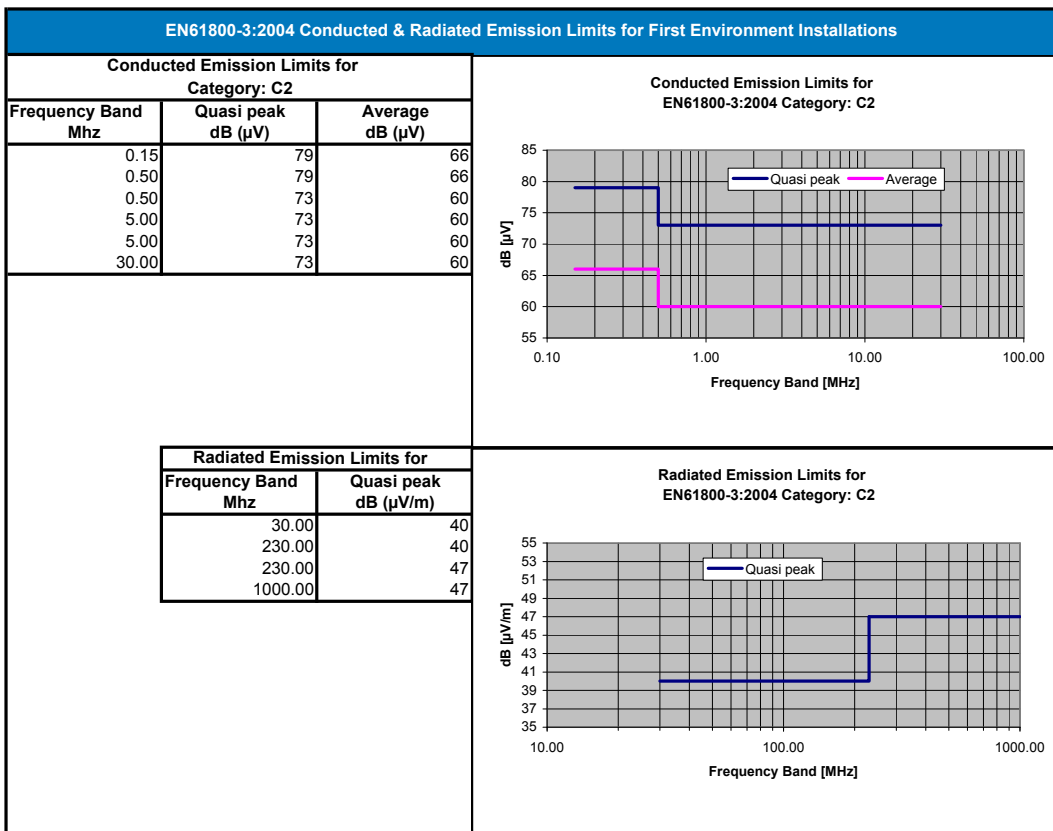 EN61800-3:2004 Conducted & Radiated Emission Limits for First Environment Installations
Conducted Emission Limits for
Category: C2
Frequency Band Mhz Quasi peak dB (µV) Average dB (µV)
0.15 79 66
0.50 79 66
0.50 73 60
5.00 73 60
5.00 73 60
30.00 73 60
Conducted Emission Limits for
EN61800-3:2004 Category: C2
85
80
75
70
65
60
55
dB [µV]
Quasi peak Average
0.10 1.00 10.00 100.00
Frequency Band [MHz]
Radiated Emission Limits for
Frequency Band Mhz Quasi peak dB (µV/m)
30.00 40
230.00 40
230.00 47
1000.00 47
Radiated Emission Limits for
EN61800-3:2004 Category: C2
55
53
51
49
47
45
43
41
39
37
35
dB [µV/m]
Quasi peak
10.00 100.00 1000.00
Frequency Band [MHz]